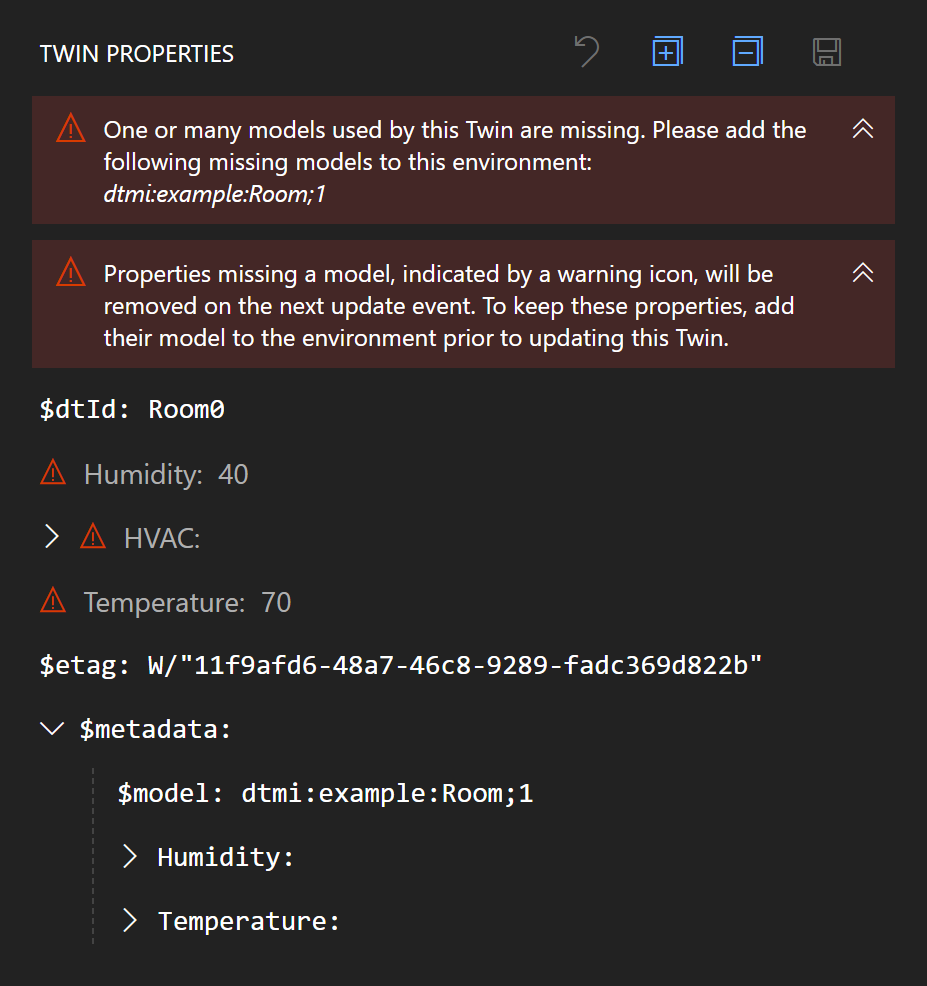 TWIN PROPERTIES
One or many models used by this Twin are missing. Please add the
following missing models to this environment:
dtmi:example:Room;1
Properties missing a model, indicated by a warning icon, will be
removed on the next update event. To keep these properties, add
their model to the environment prior to updating this Twin.
$dtId: Room0
Humidity: 40
HVAC:
Temperature: 70
$etag: W/"11f9afd6-48a7-46c8-9289-fadc369d822b"
$metadata:
$model: dtmi:example:Room;1
Humidity:
Temperature: